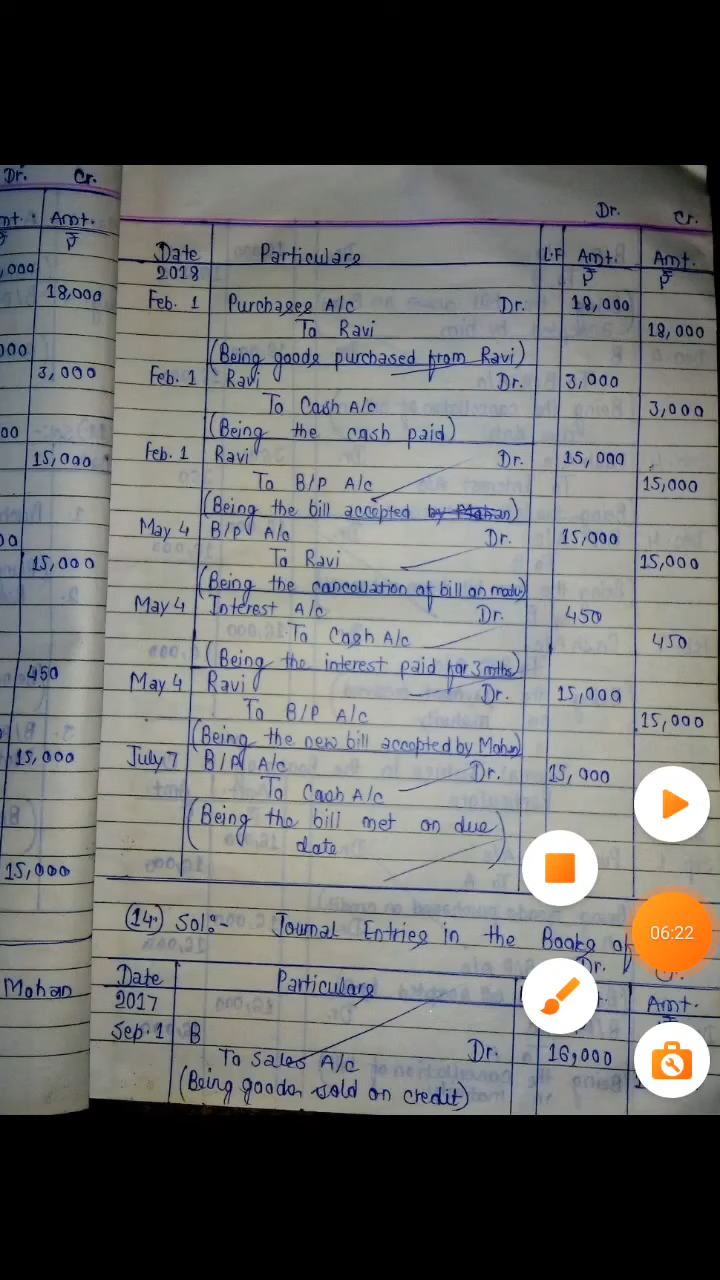 Dr. Cr.
Amt.
₹
,000
18,000
000
3,000
00
15,000
00
15,000
450
15,000
15,000
Mohan
Dr. Cr.
Date Particulars L.F Amt. Amt.
2018 ₹ ₹
Feb. 1 Purchases A/c Dr. 18,000
To Ravi 18,000
(Being goods purchased from Ravi)
Feb. 1 Ravi Dr. 3,000
To Cash A/c 3,000
(Being the cash paid)
Feb. 1 Ravi Dr. 15,000
To B/P A/c 15,000
(Being the bill accepted by Mohan)
May 4 B/P A/c Dr. 15,000
To Ravi 15,000
(Being the cancellation of bill on
May 4 Interest A/c Dr. 450
To Cash A/c 450
(Being the interest paid for 3 mths)
May 4 Ravi Dr. 15,000
To B/P A/c 15,000
(Being the new bill accepted by Mohan)
July 7 B/P A/c Dr. 15,000
To Cash A/c
(Being the bill met on due
date)
(14.) Sol:- Journal Entries in the Books of
Dr.
Date Particulars Amt.
2017
Sep. 1 B Dr. 16,000
To Sales A/c
(Being goods sold on credit)
06:22